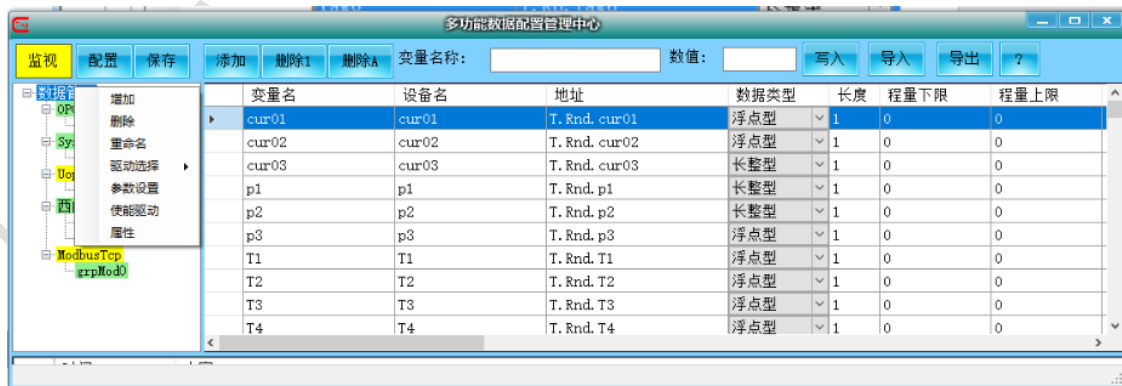 多功能数据配置管理中心
监视 配置 保存 添加 删除1 删除A 变量名称: 数值: 写入 导入 导出 ?
数据管
OPC
Sy
Uop
西
ModbusTcp
grpMod0
增加
删除
重命名
驱动选择
参数设置
使能驱动
属性
变量名 设备名 地址 数据类型 长度 程量下限 程量上限
cur01 cur01 T.Rnd.cur01 浮点型 1 0 0
cur02 cur02 T.Rnd.cur02 浮点型 1 0 0
cur03 cur03 T.Rnd.cur03 长整型 1 0 0
p1 p1 T.Rnd.p1 长整型 1 0 0
p2 p2 T.Rnd.p2 长整型 1 0 0
p3 p3 T.Rnd.p3 浮点型 1 0 0
T1 T1 T.Rnd.T1 浮点型 1 0 0
T2 T2 T.Rnd.T2 浮点型 1 0 0
T3 T3 T.Rnd.T3 浮点型 1 0 0
T4 T4 T.Rnd.T4 浮点型 1 0 0